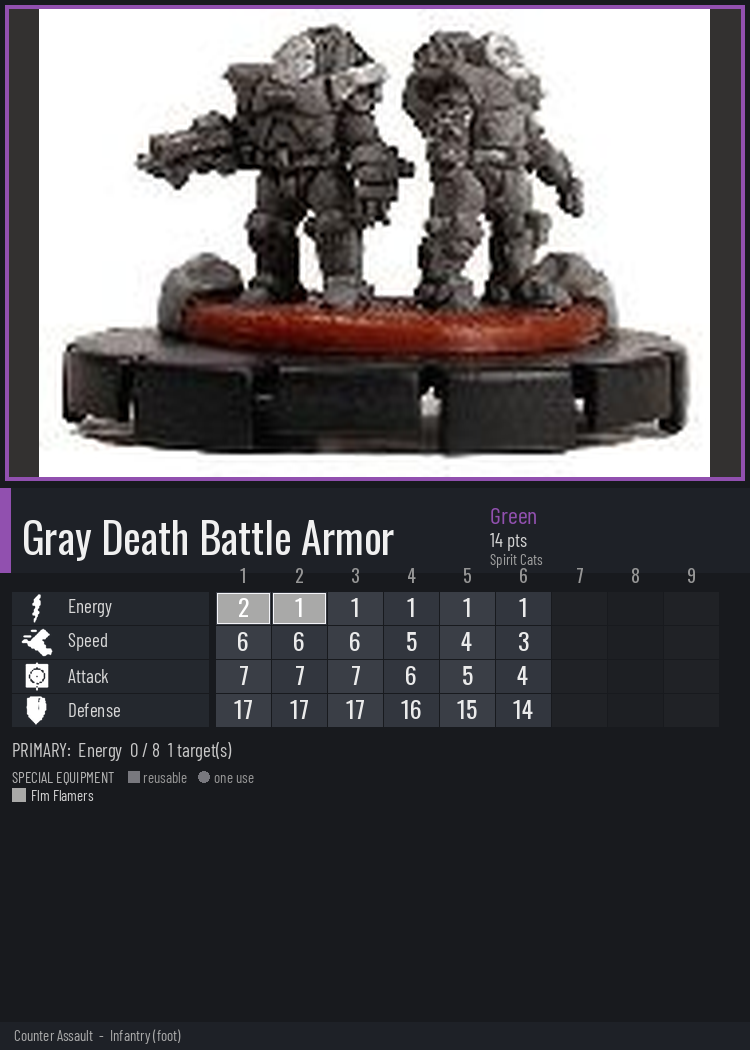 Gray Death Battle Armor
Green
14 pts
Spirit Cats
1 2 3 4 5 6 7 8 9
Energy 2 1 1 1 1 1
Speed 6 6 6 5 4 3
Attack 7 7 7 6 5 4
Defense 17 17 17 16 15 14
PRIMARY: Energy 0 / 8 1 target(s)
SPECIAL EQUIPMENT reusable one use
Flm Flamers
Counter Assault - Infantry (foot)